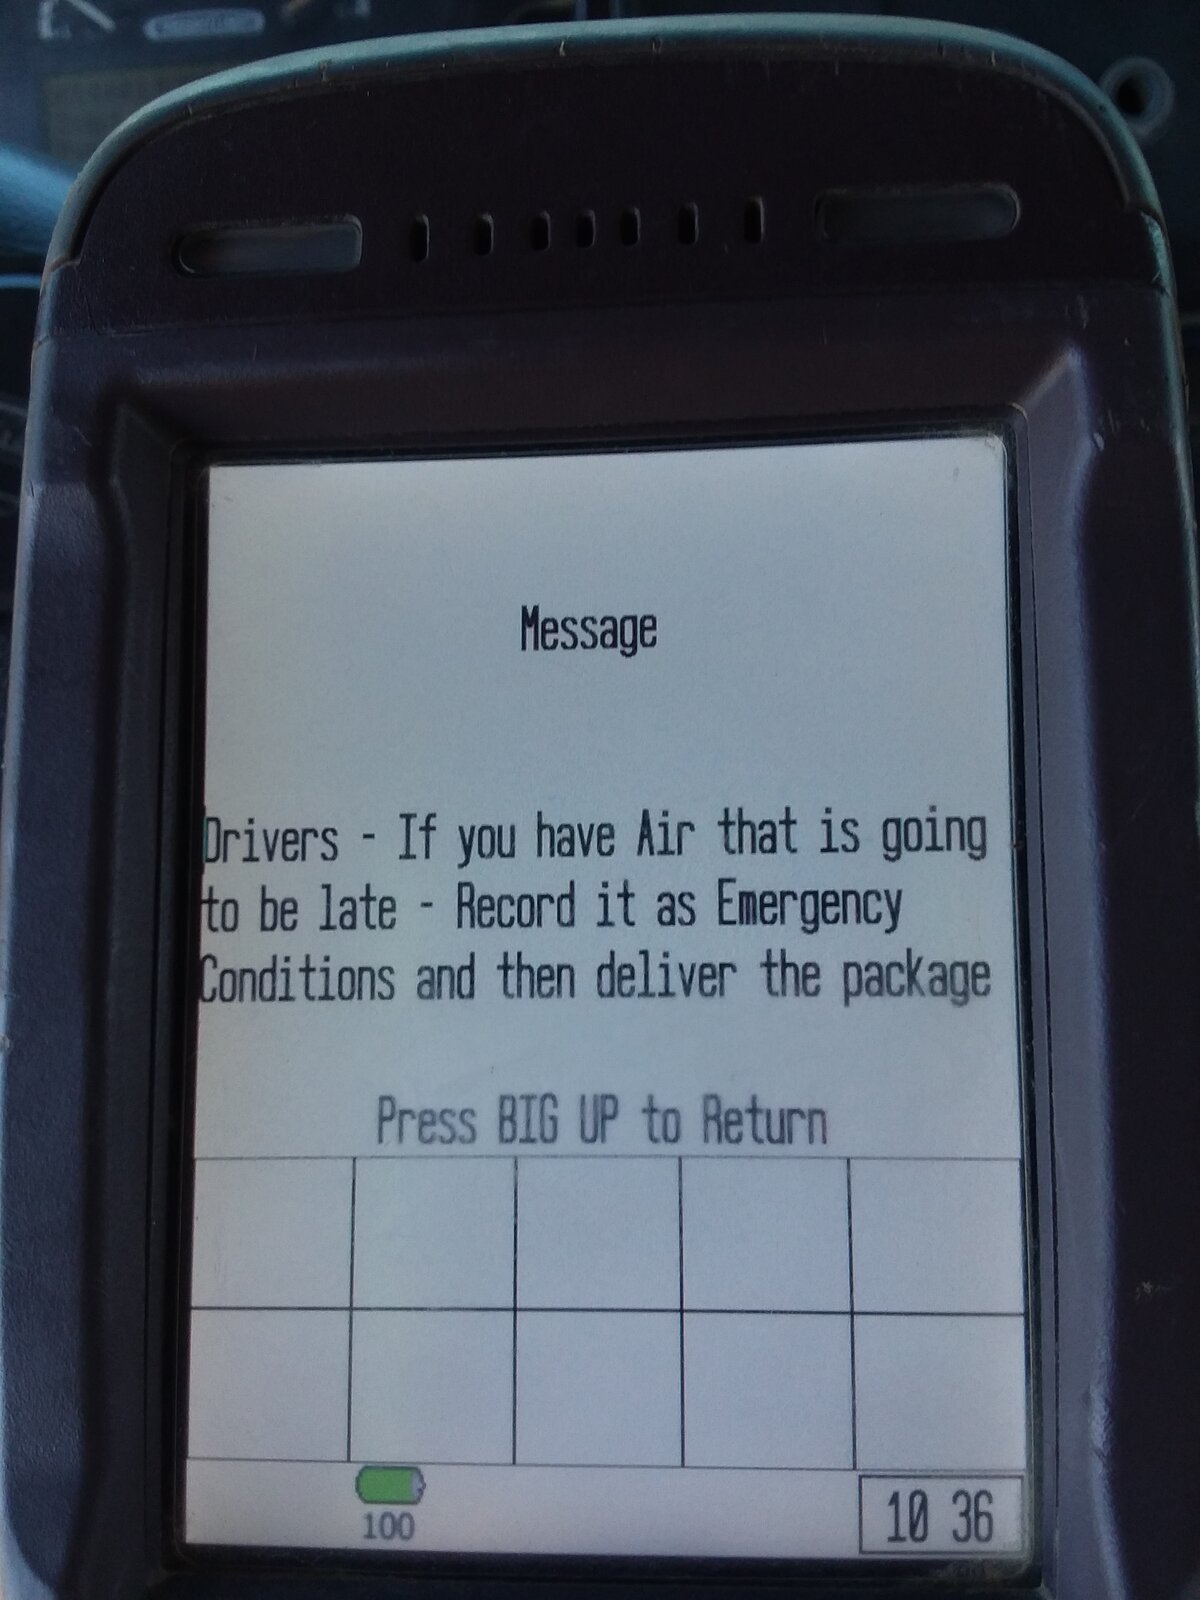 Message
Drivers - If you have Air that is going
to be late - Record it as Emergency
Conditions and then deliver the package
Press BIG UP to Return
100
10 36